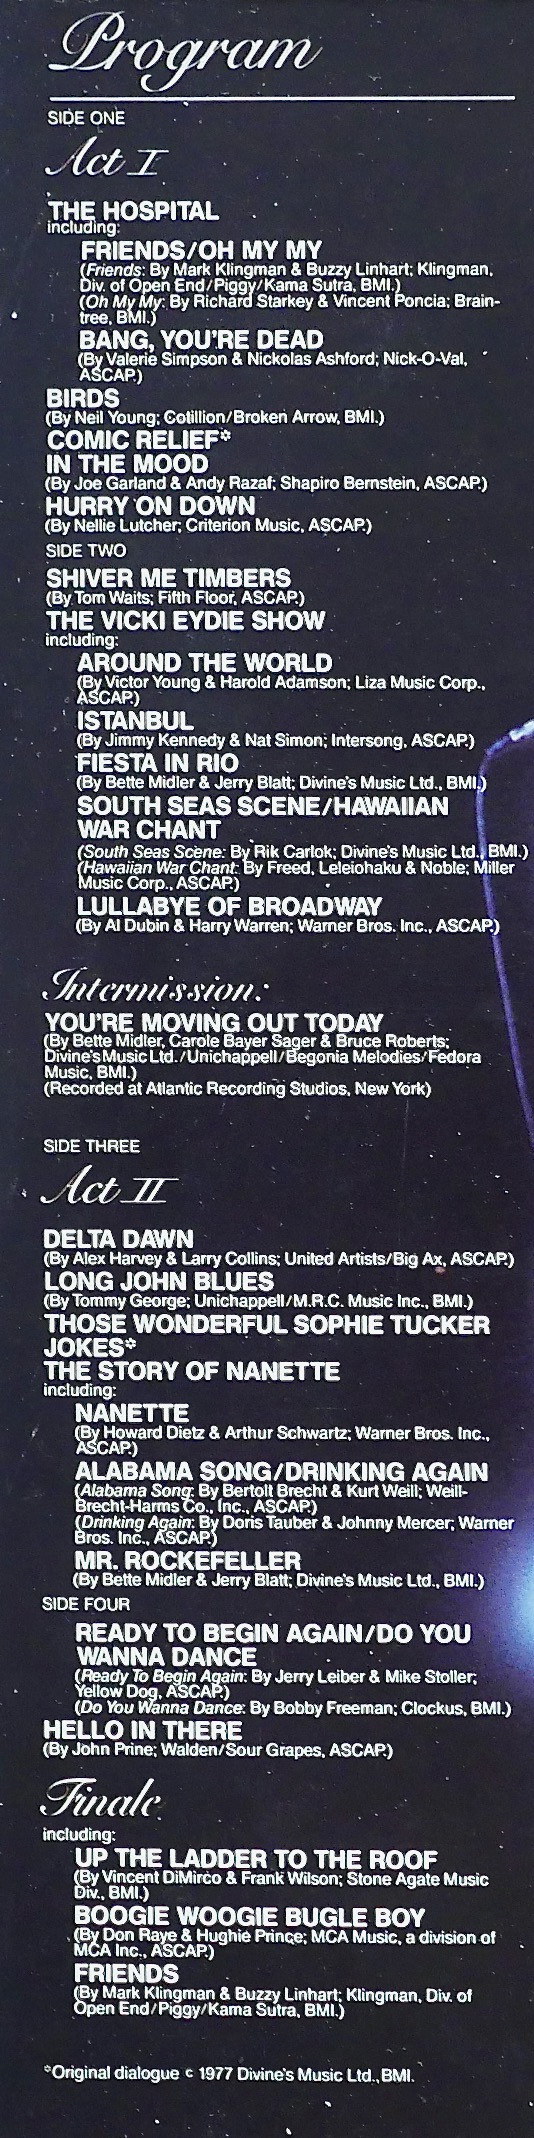 Program
SIDE ONE
Act I
THE HOSPITAL
including:
FRIENDS/OH MY MY
(Friends: By Mark Klingman & Buzzy Linhart; Klingman,
Div. of Open End/Piggy/Kama Sutra, BMI.)
(Oh My My: By Richard Starkey & Vincent Poncia; Brain-
tree, BMI.)
BANG, YOU'RE DEAD
(By Valerie Simpson & Nickolas Ashford; Nick-O-Val,
ASCAP.)
BIRDS
(By Neil Young; Cotillion/Broken Arrow, BMI.)
COMIC RELIEF*
IN THE MOOD
(By Joe Garland & Andy Razaf; Shapiro Bernstein, ASCAP.)
HURRY ON DOWN
(By Nellie Lutcher; Criterion Music, ASCAP.)
SIDE TWO
SHIVER ME TIMBERS
(By Tom Waits; Fifth Floor, ASCAP.)
THE VICKI EYDIE SHOW
including:
AROUND THE WORLD
(By Victor Young & Harold Adamson; Liza Music Corp.,
ASCAP.)
ISTANBUL
(By Jimmy Kennedy & Nat Simon; Intersong, ASCAP.)
FIESTA IN RIO
(By Bette Midler & Jerry Blatt; Divine's Music Ltd., BMI.)
SOUTH SEAS SCENE/HAWAIIAN
WAR CHANT
(South Seas Scene: By Rik Carlok; Divine's Music Ltd., BMI.)
(Hawaiian War Chant: By Freed, Leleiohaku & Noble; Miller
Music Corp., ASCAP.)
LULLABYE OF BROADWAY
(By Al Dubin & Harry Warren; Warner Bros. Inc., ASCAP.)
Intermission:
YOU'RE MOVING OUT TODAY
(By Bette Midler, Carole Bayer Sager & Bruce Roberts;
Divine's Music Ltd./Unichappell/Begonia Melodies/Fedora
Music, BMI.)
(Recorded at Atlantic Recording Studios, New York)
SIDE THREE
Act II
DELTA DAWN
(By Alex Harvey & Larry Collins; United Artists/Big Ax, ASCAP.)
LONG JOHN BLUES
(By Tommy George; Unichappell/M.R.C. Music Inc., BMI.)
THOSE WONDERFUL SOPHIE TUCKER
JOKES*
THE STORY OF NANETTE
including:
NANETTE
(By Howard Dietz & Arthur Schwartz; Warner Bros. Inc.,
ASCAP.)
ALABAMA SONG/DRINKING AGAIN
(Alabama Song: By Bertolt Brecht & Kurt Weill; Weill-
Brecht-Harms Co., Inc., ASCAP.)
(Drinking Again: By Doris Tauber & Johnny Mercer; Warner
Bros. Inc., ASCAP.)
MR. ROCKEFELLER
(By Bette Midler & Jerry Blatt; Divine's Music Ltd., BMI.)
SIDE FOUR
READY TO BEGIN AGAIN/DO YOU
WANNA DANCE
(Ready To Begin Again: By Jerry Leiber & Mike Stoller;
Yellow Dog, ASCAP.)
(Do You Wanna Dance: By Bobby Freeman; Clockus, BMI.)
HELLO IN THERE
(By John Prine; Walden/Sour Grapes, ASCAP.)
Finale
including:
UP THE LADDER TO THE ROOF
(By Vincent DiMirco & Frank Wilson; Stone Agate Music
Div., BMI.)
BOOGIE WOOGIE BUGLE BOY
(By Don Raye & Hughie Prince; MCA Music, a division of
MCA Inc., ASCAP.)
FRIENDS
(By Mark Klingman & Buzzy Linhart; Klingman, Div. of
Open End/Piggy/Kama Sutra, BMI.)
*Original dialogue © 1977 Divine's Music Ltd., BMI.